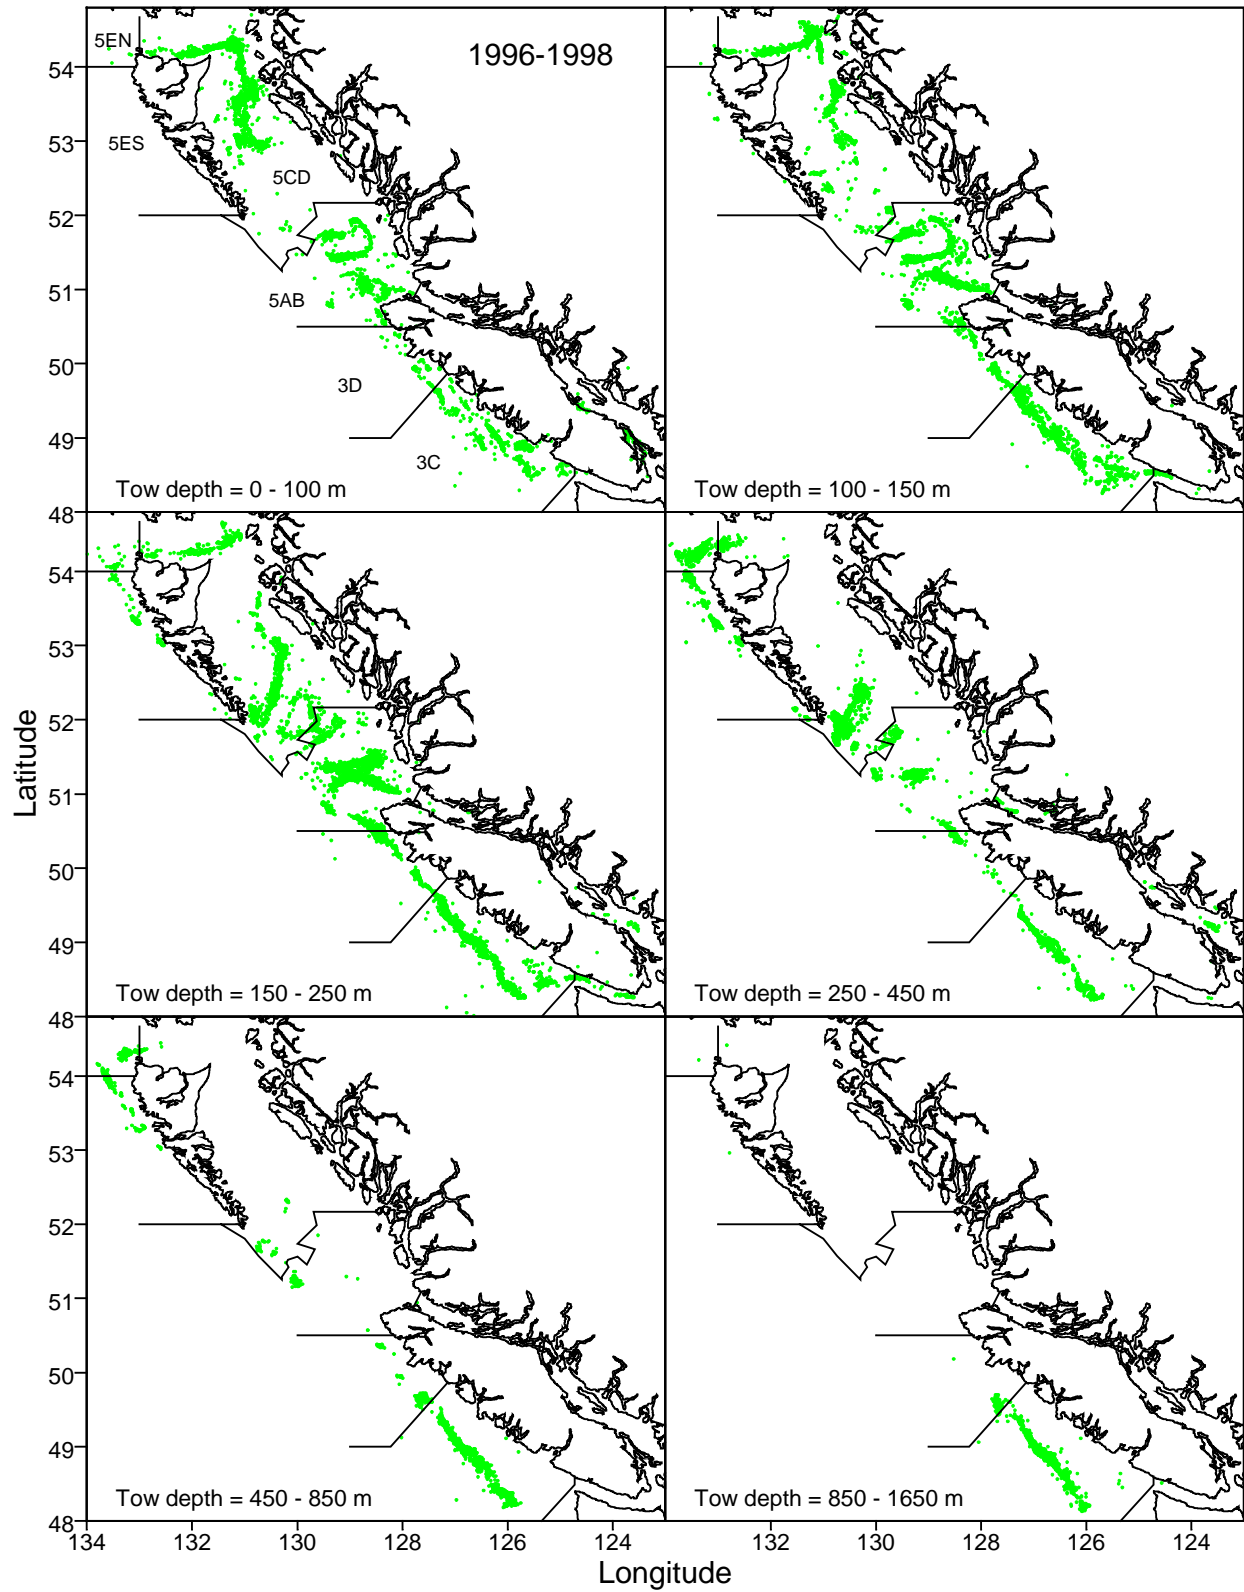 1996-1998
5EN
54
53
5ES
5CD
52
51
5AB
50
3D
49
3C
Tow depth = 0 - 100 m
Tow depth = 100 - 150 m
48
54
53
52
Latitude
51
50
49
Tow depth = 150 - 250 m
Tow depth = 250 - 450 m
48
54
53
52
51
50
49
Tow depth = 450 - 850 m
Tow depth = 850 - 1650 m
48
134 132 130 128 126 124 132 130 128 126 124
Longitude